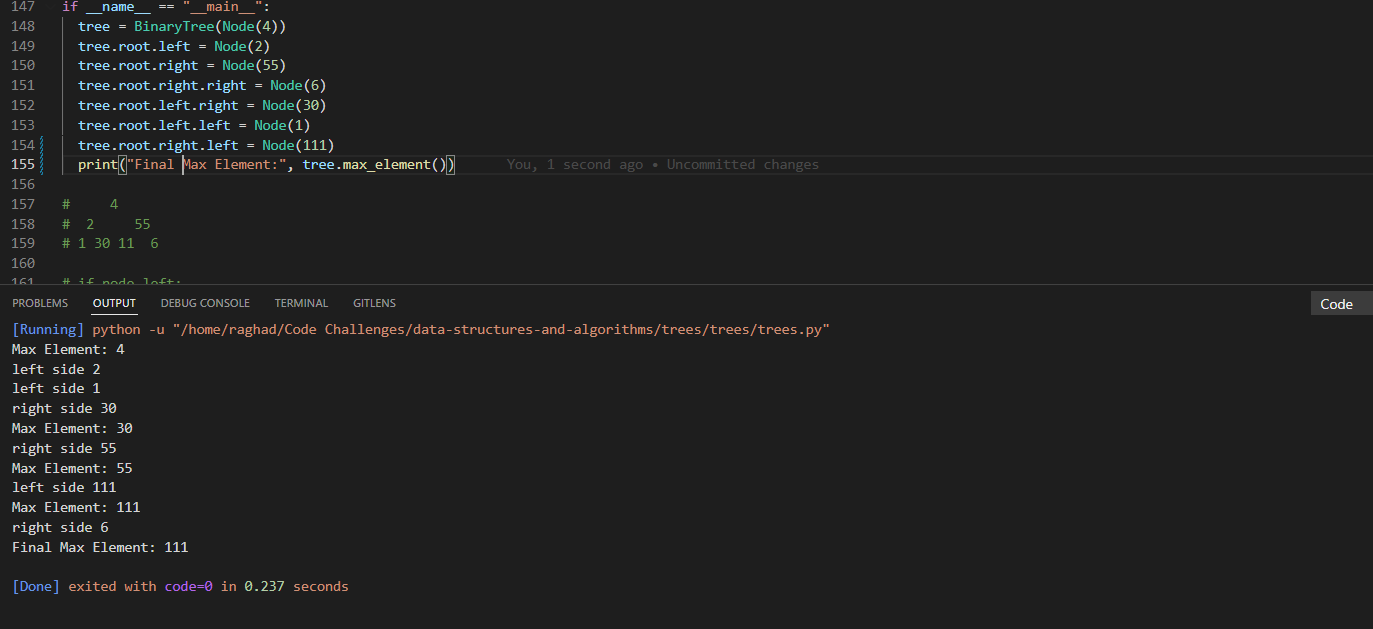 147 if __name__ == "__main__":
148 tree = BinaryTree(Node(4))
149 tree.root.left = Node(2)
150 tree.root.right = Node(55)
151 tree.root.right.right = Node(6)
152 tree.root.left.right = Node(30)
153 tree.root.left.left = Node(1)
154 tree.root.right.left = Node(111)
155 print("Final Max Element:", tree.max_element()) You, 1 second ago • Uncommitted changes
156
157 # 4
158 # 2 55
159 # 1 30 11 6
160
161 # if node.left:
PROBLEMS OUTPUT DEBUG CONSOLE TERMINAL GITLENS
Code
[Running] python -u "/home/raghad/Code Challenges/data-structures-and-algorithms/trees/trees/trees.py"
Max Element: 4
left side 2
left side 1
right side 30
Max Element: 30
right side 55
Max Element: 55
left side 111
Max Element: 111
right side 6
Final Max Element: 111
[Done] exited with code=0 in 0.237 seconds